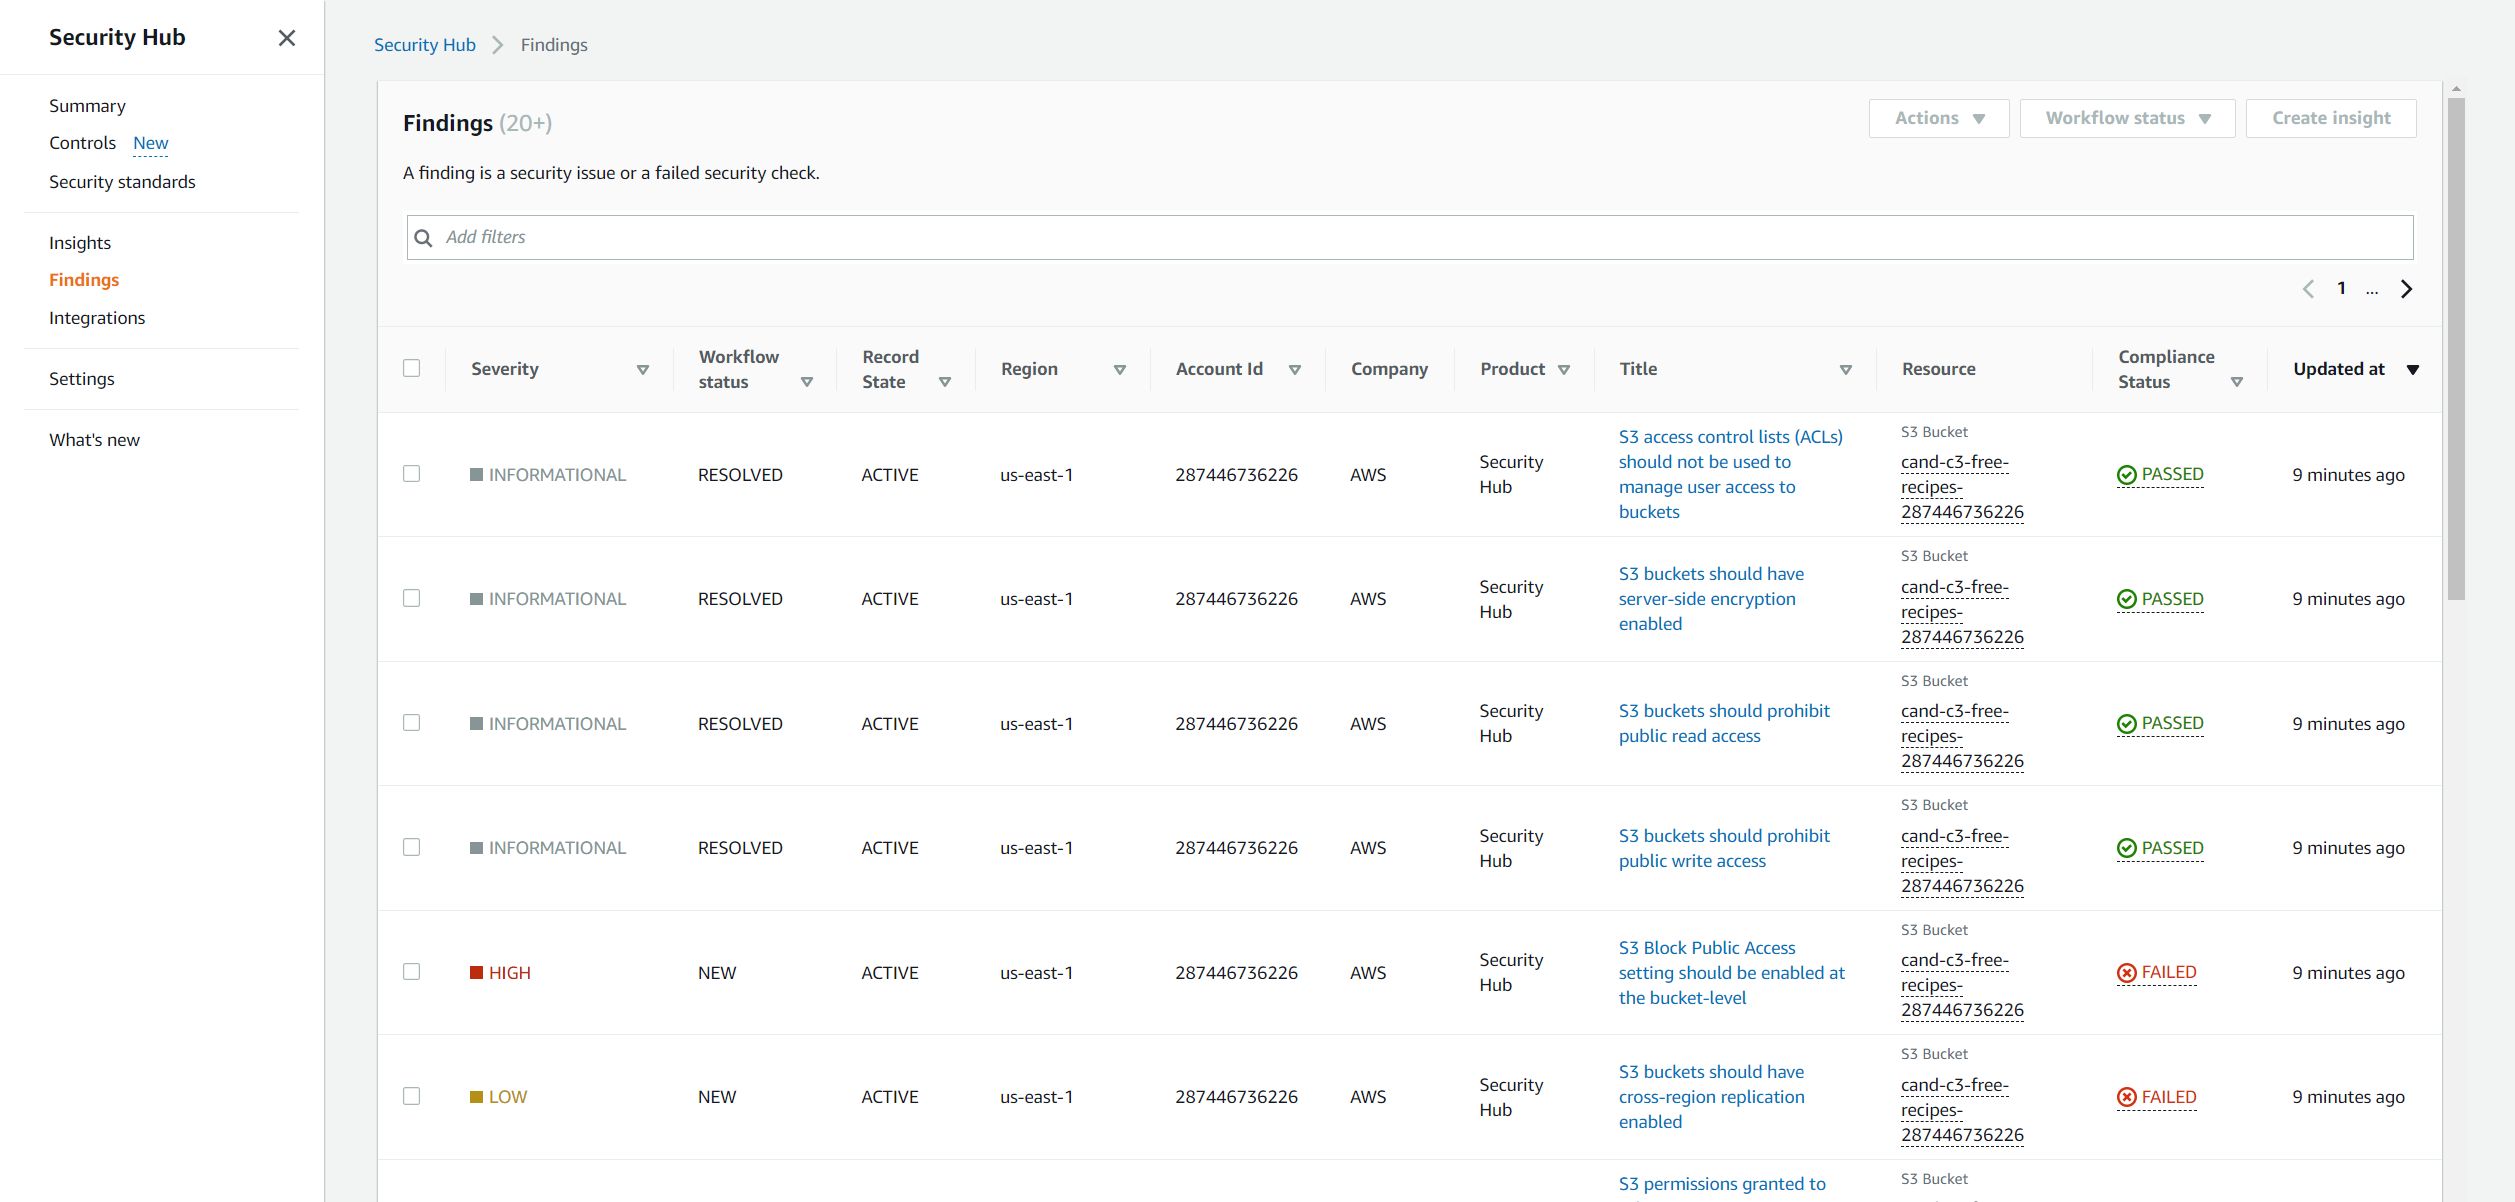 Security Hub
Summary
Controls New
Security standards
Insights
Findings
Integrations
Settings
What's new
Security Hub Findings
Findings (20+)
Actions
Workflow status
Create insight
A finding is a security issue or a failed security check.
Add filters
1 ...
Severity
Workflow
status
Record
State
Region
Account Id
Company
Product
Title
Resource
Compliance
Status
Updated at
INFORMATIONAL
RESOLVED
ACTIVE
us-east-1
287446736226
AWS
Security
Hub
S3 access control lists (ACLs)
should not be used to
manage user access to
buckets
S3 Bucket
cand-c3-free-
recipes-
287446736226
PASSED
9 minutes ago
INFORMATIONAL
RESOLVED
ACTIVE
us-east-1
287446736226
AWS
Security
Hub
S3 buckets should have
server-side encryption
enabled
S3 Bucket
cand-c3-free-
recipes-
287446736226
PASSED
9 minutes ago
INFORMATIONAL
RESOLVED
ACTIVE
us-east-1
287446736226
AWS
Security
Hub
S3 buckets should prohibit
public read access
S3 Bucket
cand-c3-free-
recipes-
287446736226
PASSED
9 minutes ago
INFORMATIONAL
RESOLVED
ACTIVE
us-east-1
287446736226
AWS
Security
Hub
S3 buckets should prohibit
public write access
S3 Bucket
cand-c3-free-
recipes-
287446736226
PASSED
9 minutes ago
HIGH
NEW
ACTIVE
us-east-1
287446736226
AWS
Security
Hub
S3 Block Public Access
setting should be enabled at
the bucket-level
S3 Bucket
cand-c3-free-
recipes-
287446736226
FAILED
9 minutes ago
LOW
NEW
ACTIVE
us-east-1
287446736226
AWS
Security
Hub
S3 buckets should have
cross-region replication
enabled
S3 Bucket
cand-c3-free-
recipes-
287446736226
FAILED
9 minutes ago
S3 permissions granted to
S3 Bucket